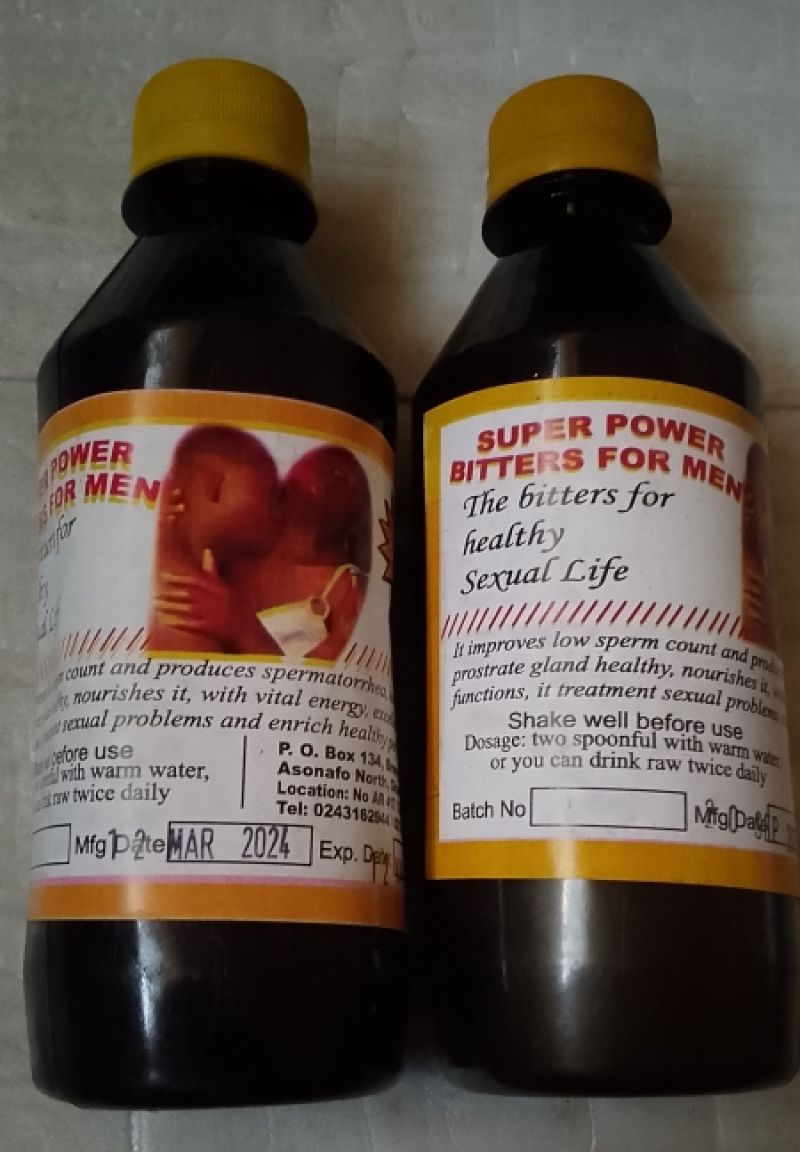 POWER
FOR MEN
count and produces spermatorrhea,
nourishes it, with vital energy,
sexual problems and enrich healthy
before use
with warm water,
raw twice daily
P. O. Box 134,
Asonafo North,
Location: No AR
Tel: 0243162944
Mfg Date MAR 2024 Exp. Date
SUPER POWER
BITTERS FOR MEN
The bitters for
healthy
Sexual Life
It improves low sperm count and
prostrate gland healthy, nourishes it,
functions, it treatment sexual problems
Shake well before use
Dosage: two spoonful with warm water,
or you can drink raw twice daily
Batch No Mfg Date